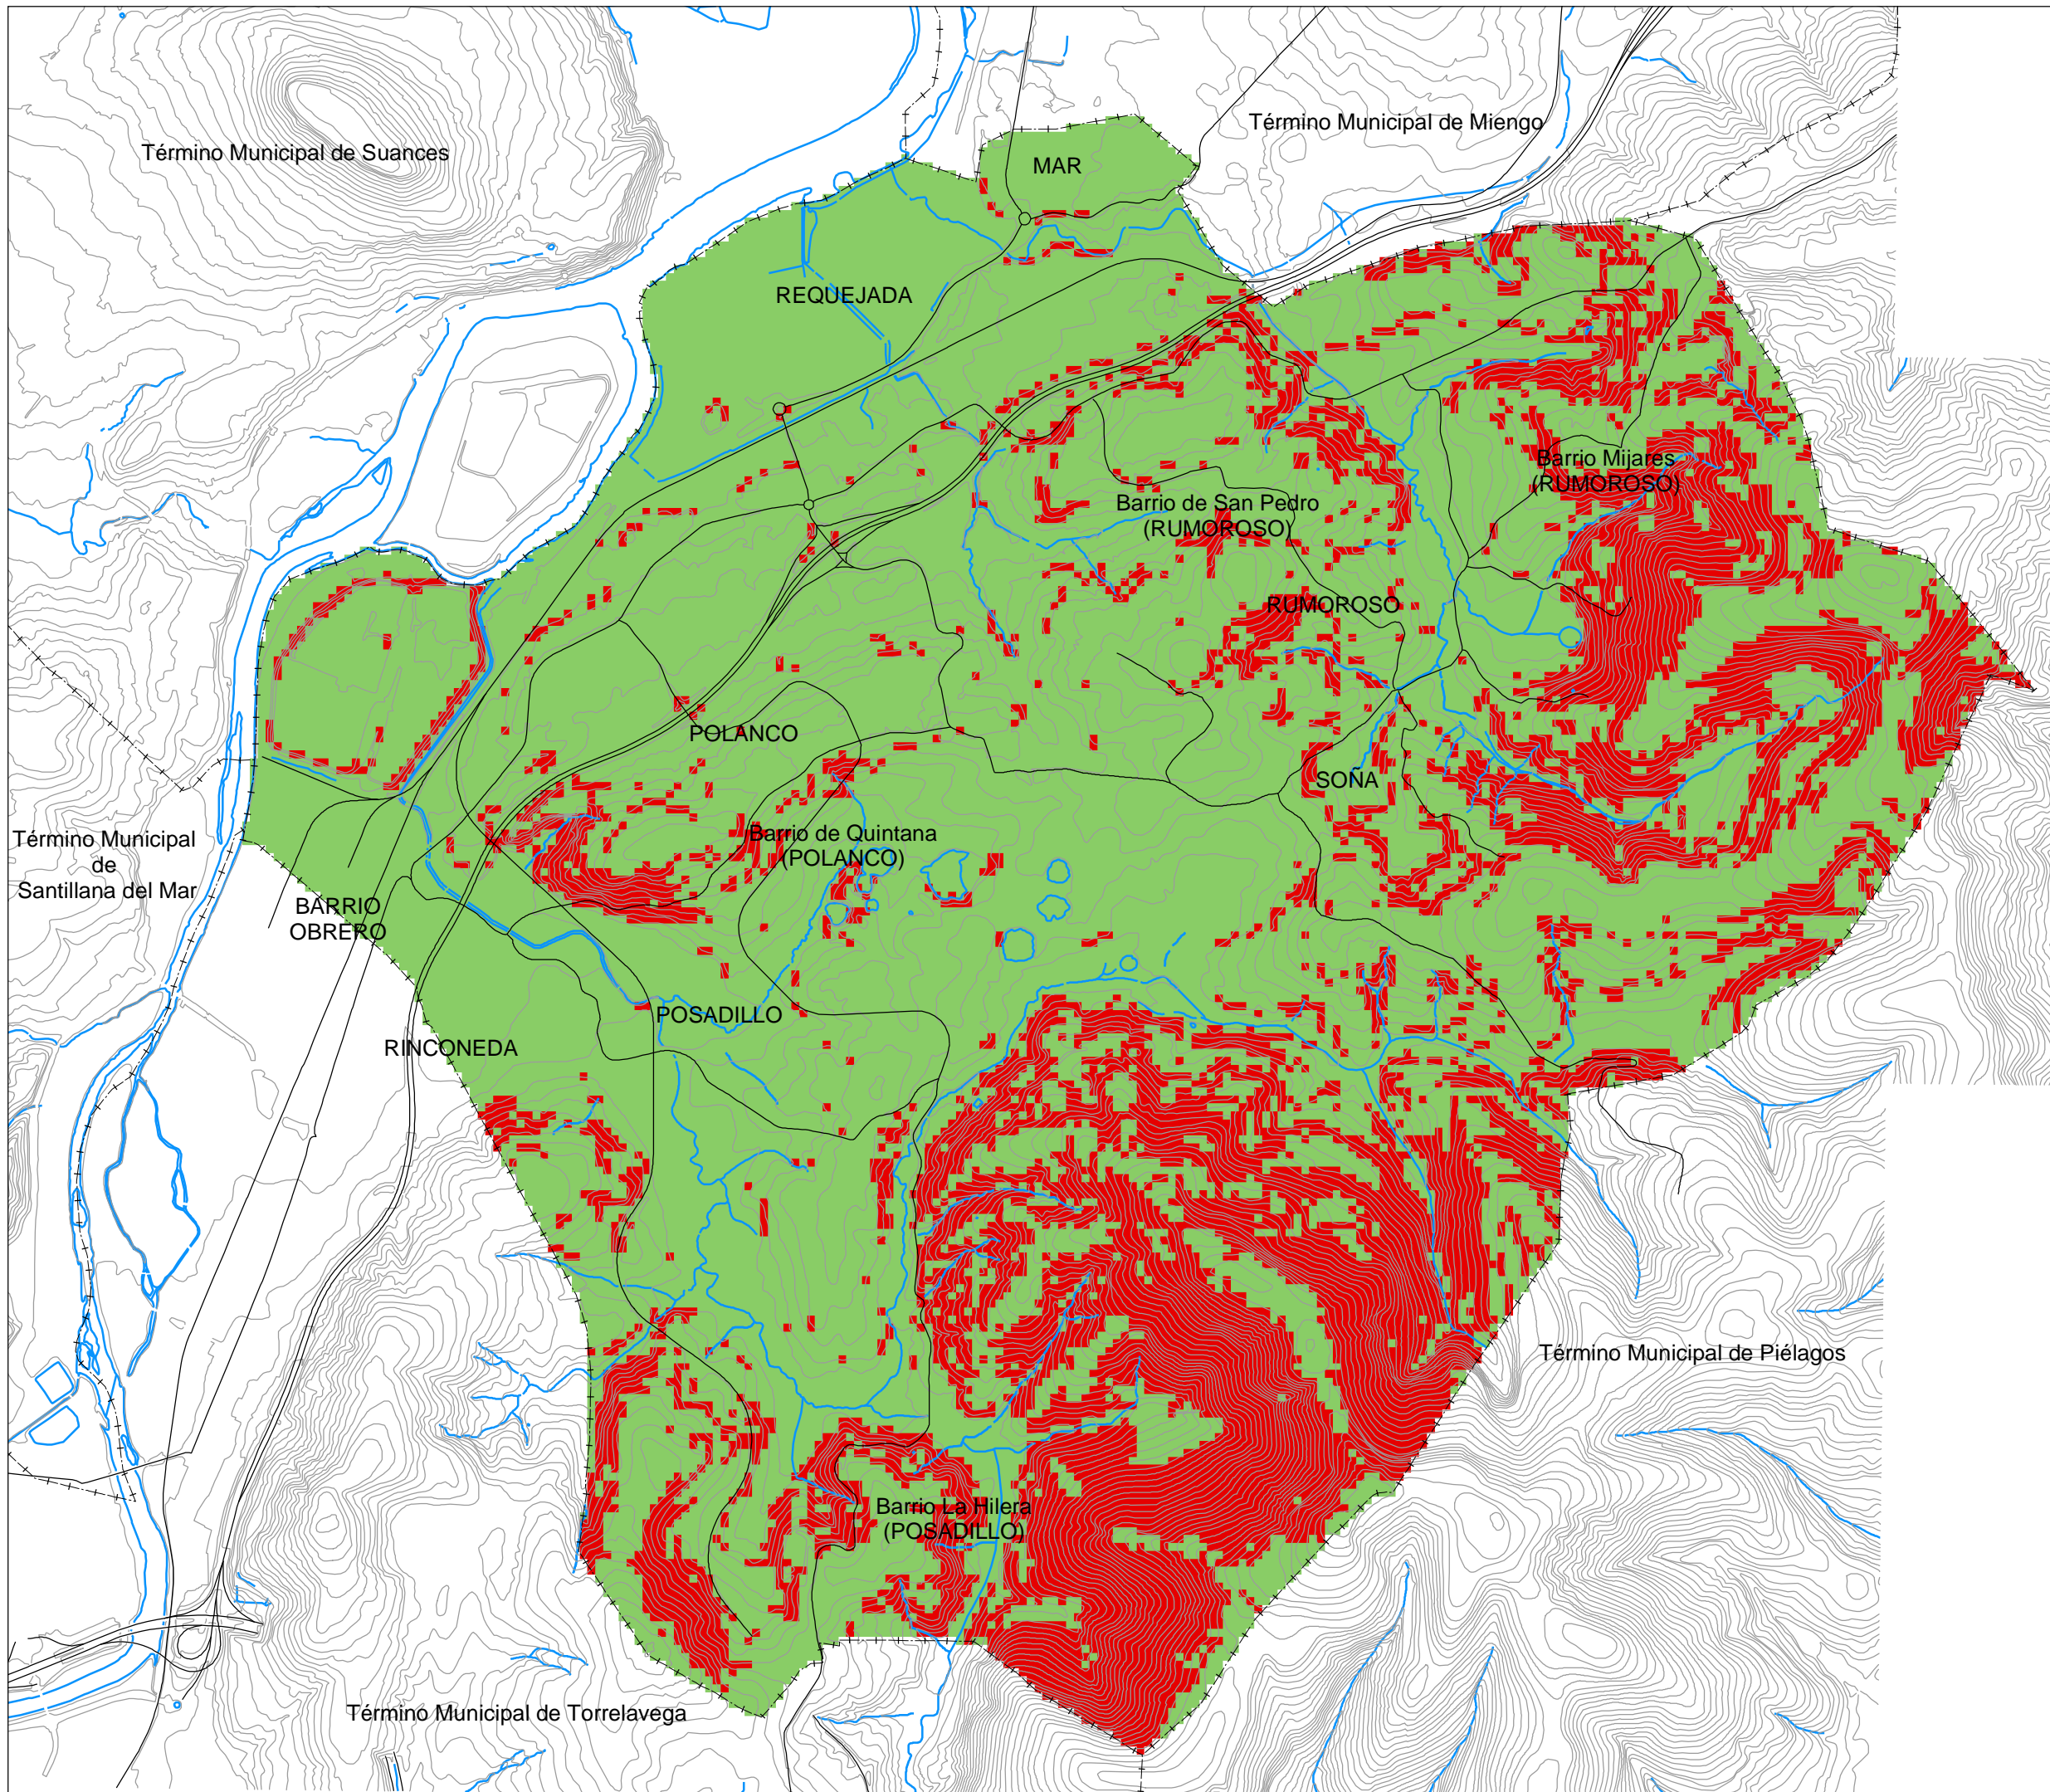 Término Municipal de Miengo
Término Municipal de Suances
MAR
REQUEJADA
Barrio Mijares
(RUMOROSO)
Barrio de San Pedro
(RUMOROSO)
RUMOROSO
POLANCO
SOÑA
Término Municipal
de
Santillana del Mar
Barrio de Quintana
(POLANCO)
BARRIO
OBRERO
POSADILLO
RINCONEDA
Término Municipal de Piélagos
Barrio La Hilera
(POSADILLO)
Término Municipal de Torrelavega